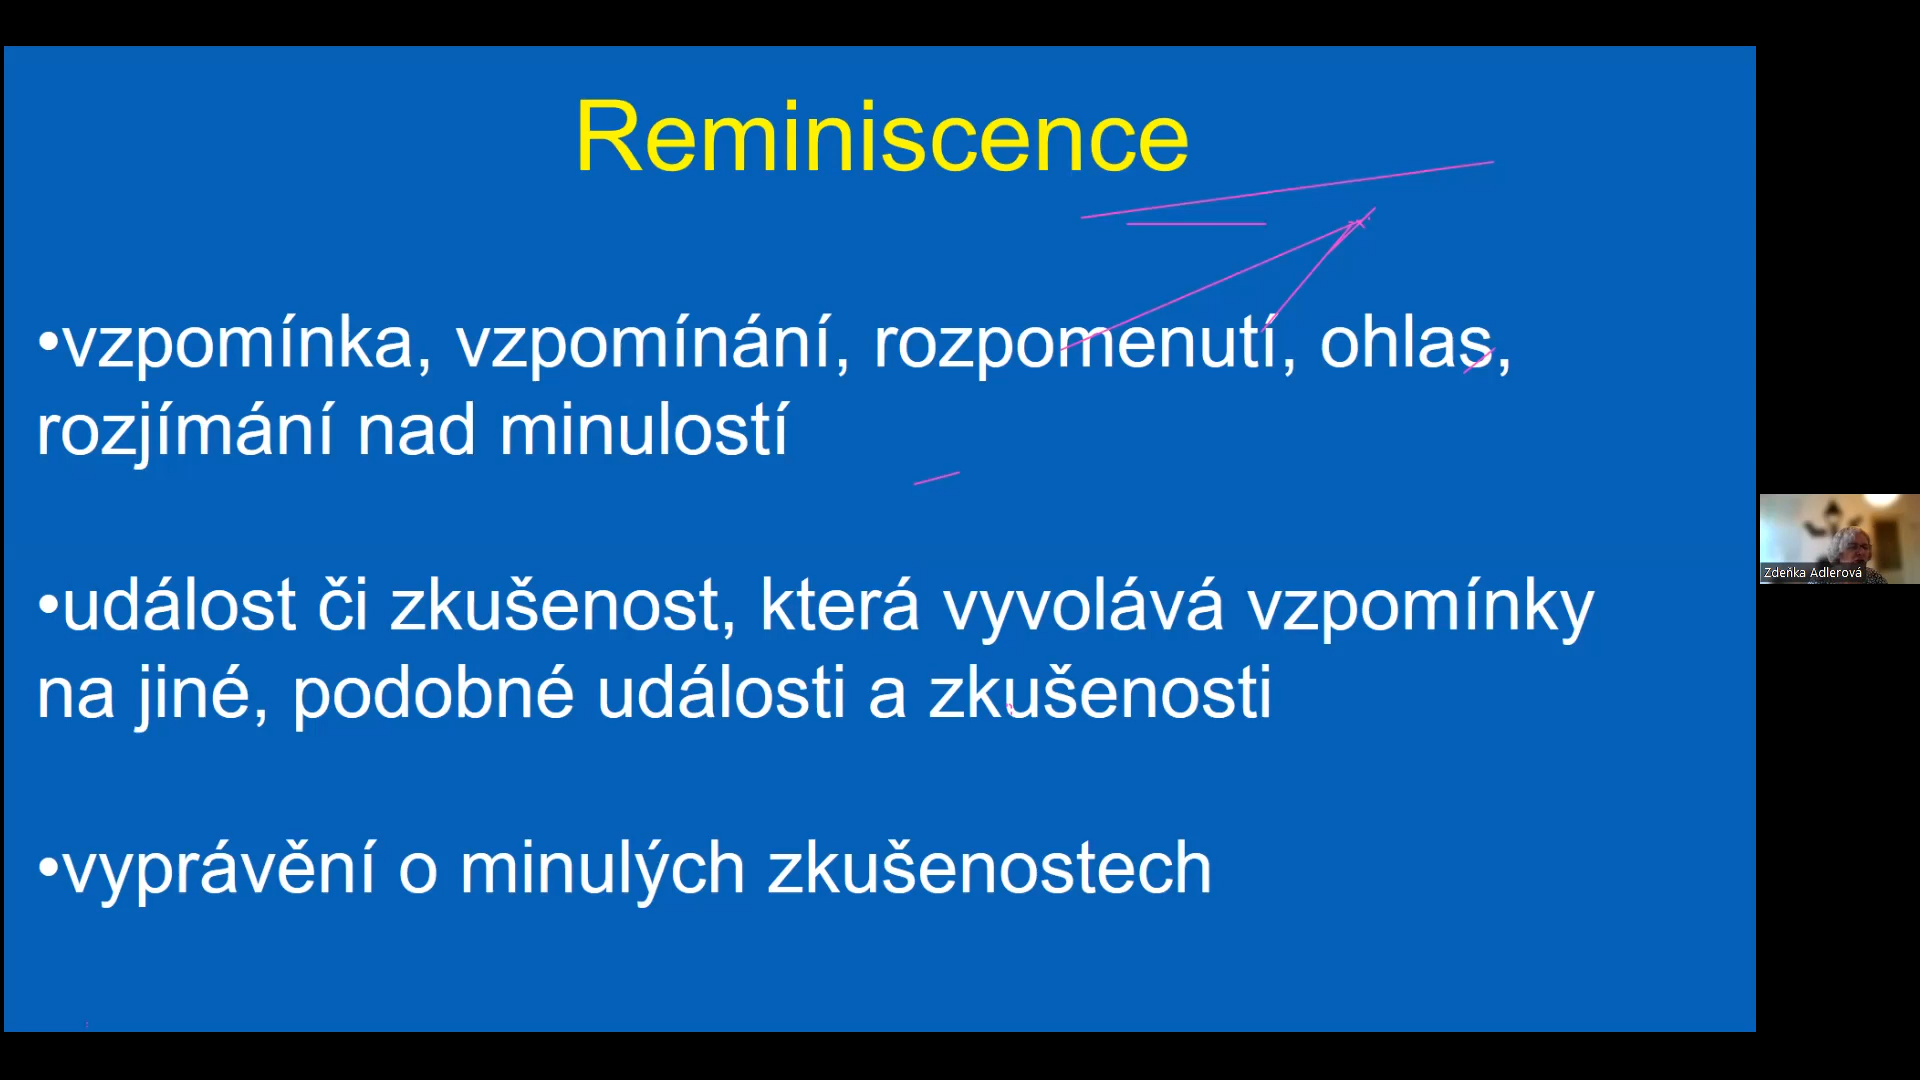 Reminiscence
•vzpomínka, vzpomínání, rozpomenutí, ohlas,
rozjímání nad minulostí
•událost či zkušenost, která vyvolává vzpomínky
na jiné, podobné události a zkušenosti
•vyprávění o minulých zkušenostech
Zdeňka Adlerová